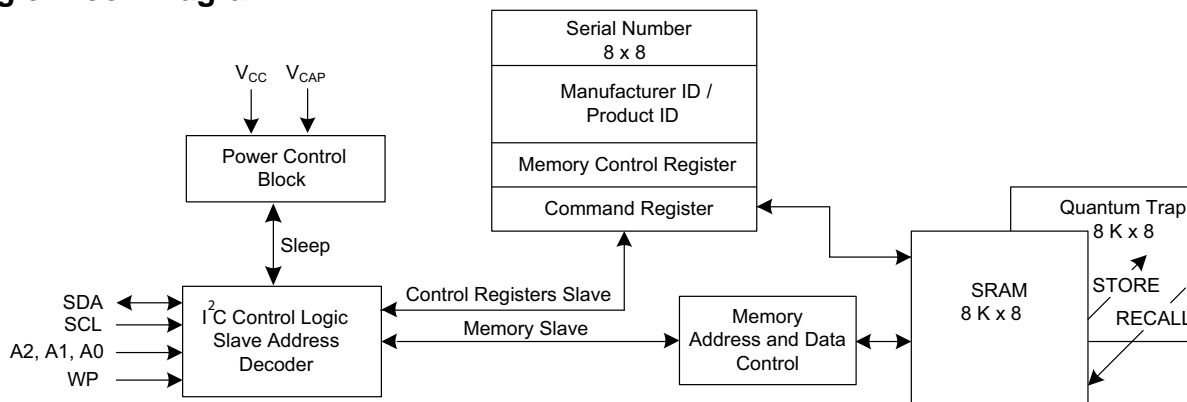 Serial Number
8 x 8
Manufacturer ID /
Product ID
Memory Control Register
Command Register
VCC VCAP
Power Control
Block
Sleep
Quantum Trap
8 K x 8
SRAM
8 K x 8
STORE
RECALL
SDA
SCL
A2, A1, A0
WP
I2C Control Logic
Slave Address
Decoder
Control Registers Slave
Memory Slave
Memory
Address and Data
Control